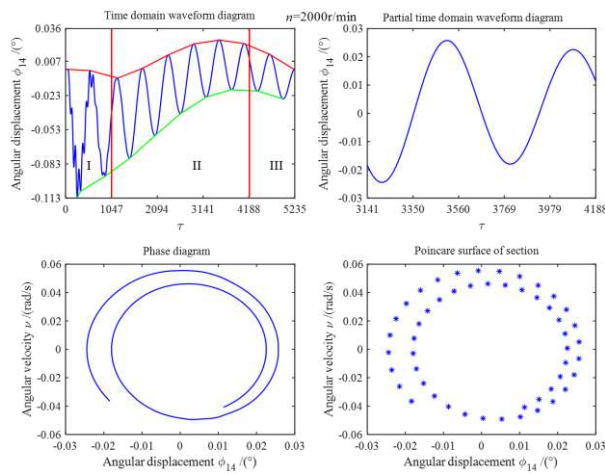 n=2000r/min
Time domain waveform diagram
Angular displacement ϕ14 /(°)
0.036
0.007
-0.023
-0.053
-0.083
-0.113
I
II
III
0 1047 2094 3141 4188 5235
τ
Partial time domain waveform diagram
Angular displacement ϕ14 /(°)
0.03
0.02
0.01
0
-0.01
-0.02
-0.03
3141 3350 3560 3769 3979 4188
τ
Phase diagram
Angular velocity ν /(rad/s)
0.06
0.04
0.02
0
-0.02
-0.04
-0.06
-0.03 -0.02 -0.01 0 0.01 0.02 0.03
Angular displacement ϕ14 /(°)
Poincare surface of section
Angular velocity ν /(rad/s)
0.06
0.04
0.02
0
-0.02
-0.04
-0.06
-0.03 -0.02 -0.01 0 0.01 0.02 0.03
Angular displacement ϕ14 /(°)